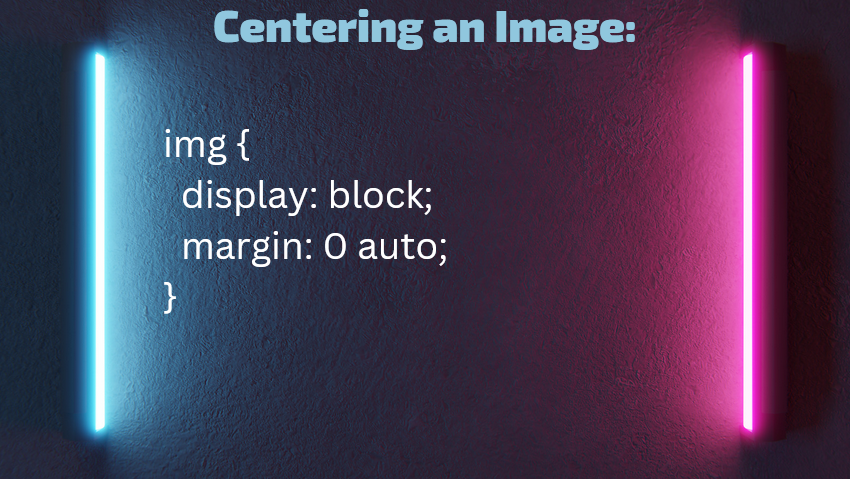 Centering an Image:
img {
display: block;
margin: 0 auto;
}